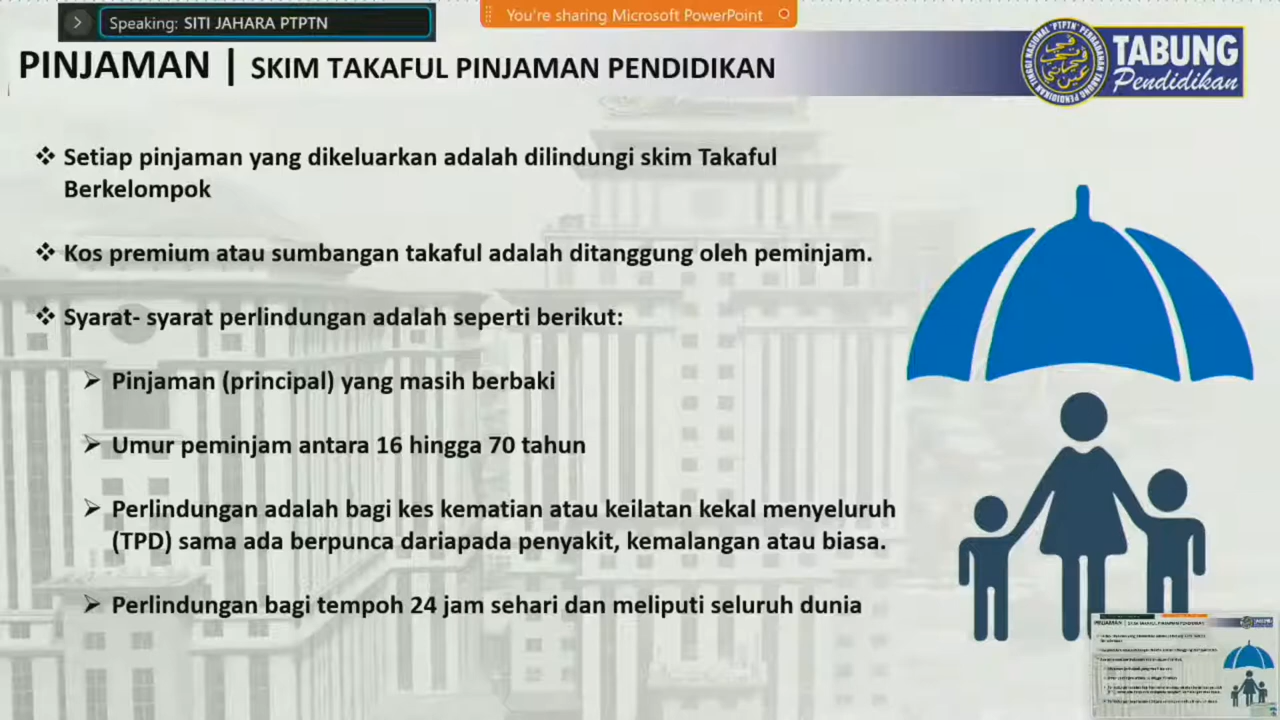 Speaking: SITI JAHARA PTPTN
You're sharing Microsoft PowerPoint
PINJAMAN | SKIM TAKAFUL PINJAMAN PENDIDIKAN
TABUNG
Pendidikan
❖ Setiap pinjaman yang dikeluarkan adalah dilindungi skim Takaful
Berkelompok
❖ Kos premium atau sumbangan takaful adalah ditanggung oleh peminjam.
❖ Syarat- syarat perlindungan adalah seperti berikut:
➢ Pinjaman (principal) yang masih berbaki
➢ Umur peminjam antara 16 hingga 70 tahun
➢ Perlindungan adalah bagi kes kematian atau keilatan kekal menyeluruh
(TPD) sama ada berpunca dariapada penyakit, kemalangan atau biasa.
➢ Perlindungan bagi tempoh 24 jam sehari dan meliputi seluruh dunia